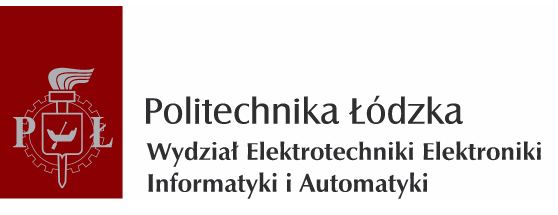 P Ł
Politechnika Łódzka
Wydział Elektrotechniki Elektroniki
Informatyki i Automatyki